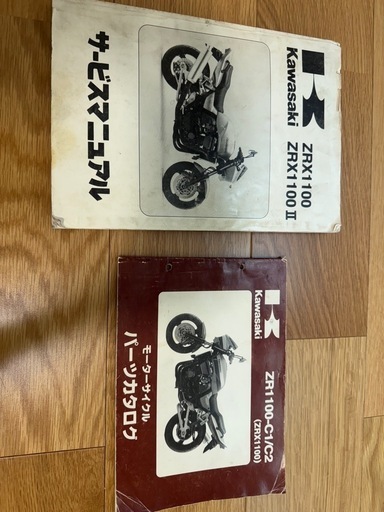 Kawasaki
ZRX1100
ZRX1100 II
サービスマニュアル
Kawasaki
ZR1100-C1/C2
(ZRX1100)
モーターサイクル
パーツカタログ